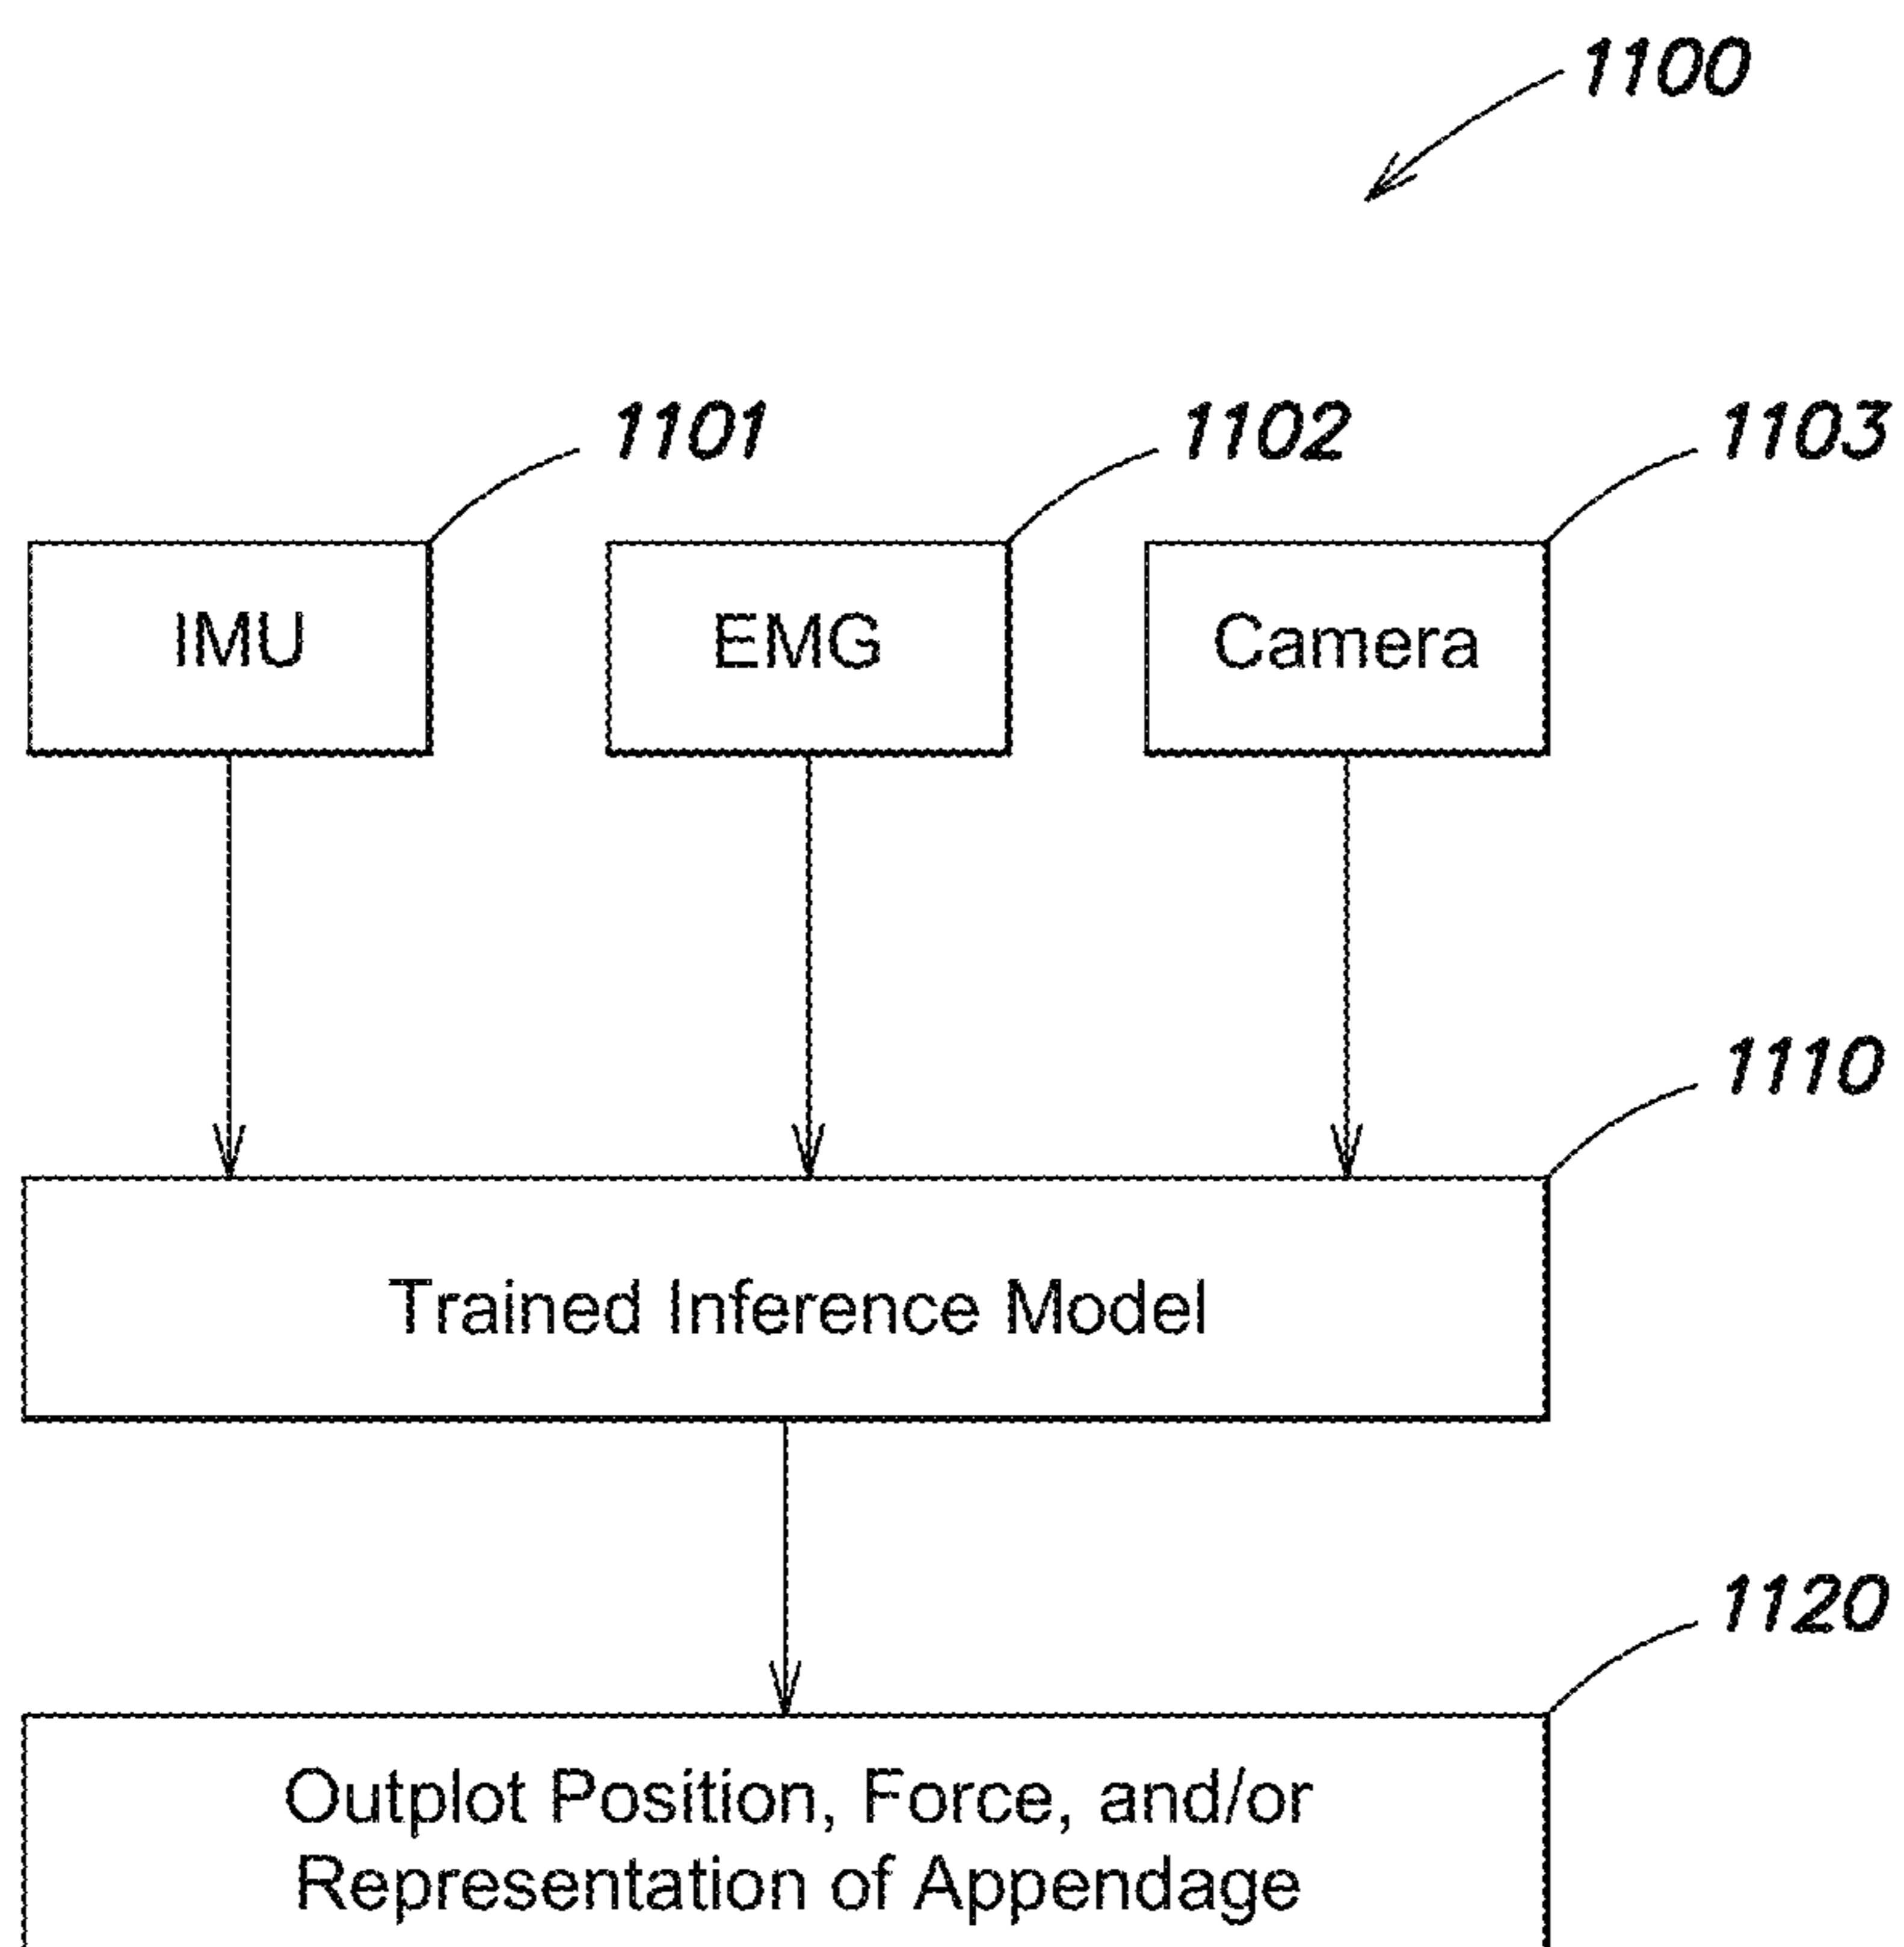 1100
1101
1102
1103
IMU
EMG
Camera
1110
Trained Inference Model
1120
Outplot Position, Force, and/or
Representation of Appendage